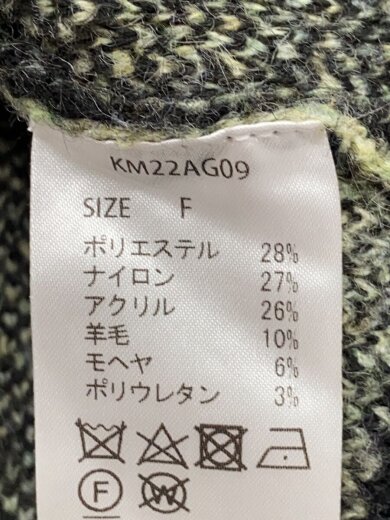 KM22AG09
SIZE F
ポリエステル 28%
ナイロン 27%
アクリル 26%
羊毛 10%
モヘヤ 6%
ポリウレタン 3%
F W